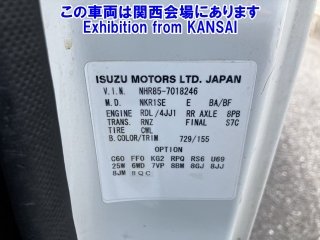 この車両は関西会場にあります
Exhibition from KANSAI
ISUZU MOTORS LTD. JAPAN
V.I.N. NHR85-7018246
M.D. NKR1SE E BA/BF
ENGINE RDL/4JJ1 RR AXLE 8PB
TRANS. RNZ FINAL S7C
TIRE CWL
B.COLOR/TRIM 729/155
OPTION
C60 FF0 KG2 RPQ RS6 U69
25W 6WD 7VP 8BM 8GJ 8JJ
8JM 8QC